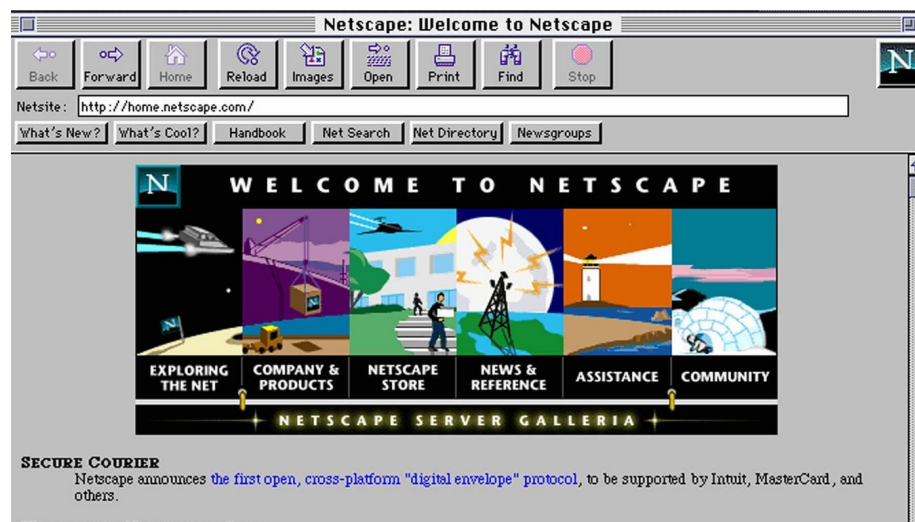 Netscape: Welcome to Netscape
Back Forward Home Reload Images Open Print Find Stop
N
Netsite: http://home.netscape.com/
What's New? What's Cool? Handbook Net Search Net Directory Newsgroups
N WELCOME TO NETSCAPE
EXPLORING THE NET
COMPANY & PRODUCTS
NETSCAPE STORE
NEWS & REFERENCE
ASSISTANCE
COMMUNITY
NETSCAPE SERVER GALLERIA
SECURE COURIER
Netscape announces the first open, cross-platform "digital envelope" protocol, to be supported by Intuit, MasterCard, and
others.